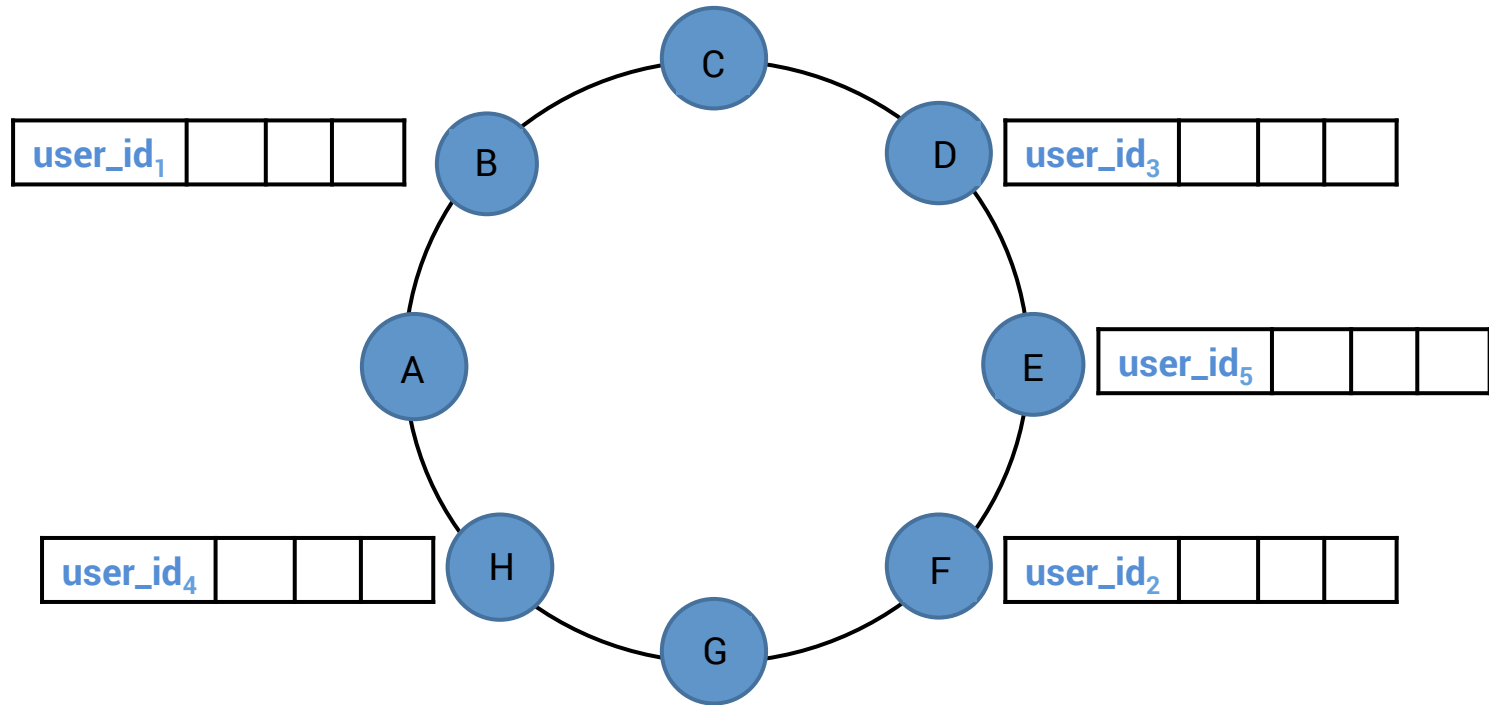 C
user_id₁
B
D
user_id₃
A
E
user_id₅
user_id₄
H
F
user_id₂
G